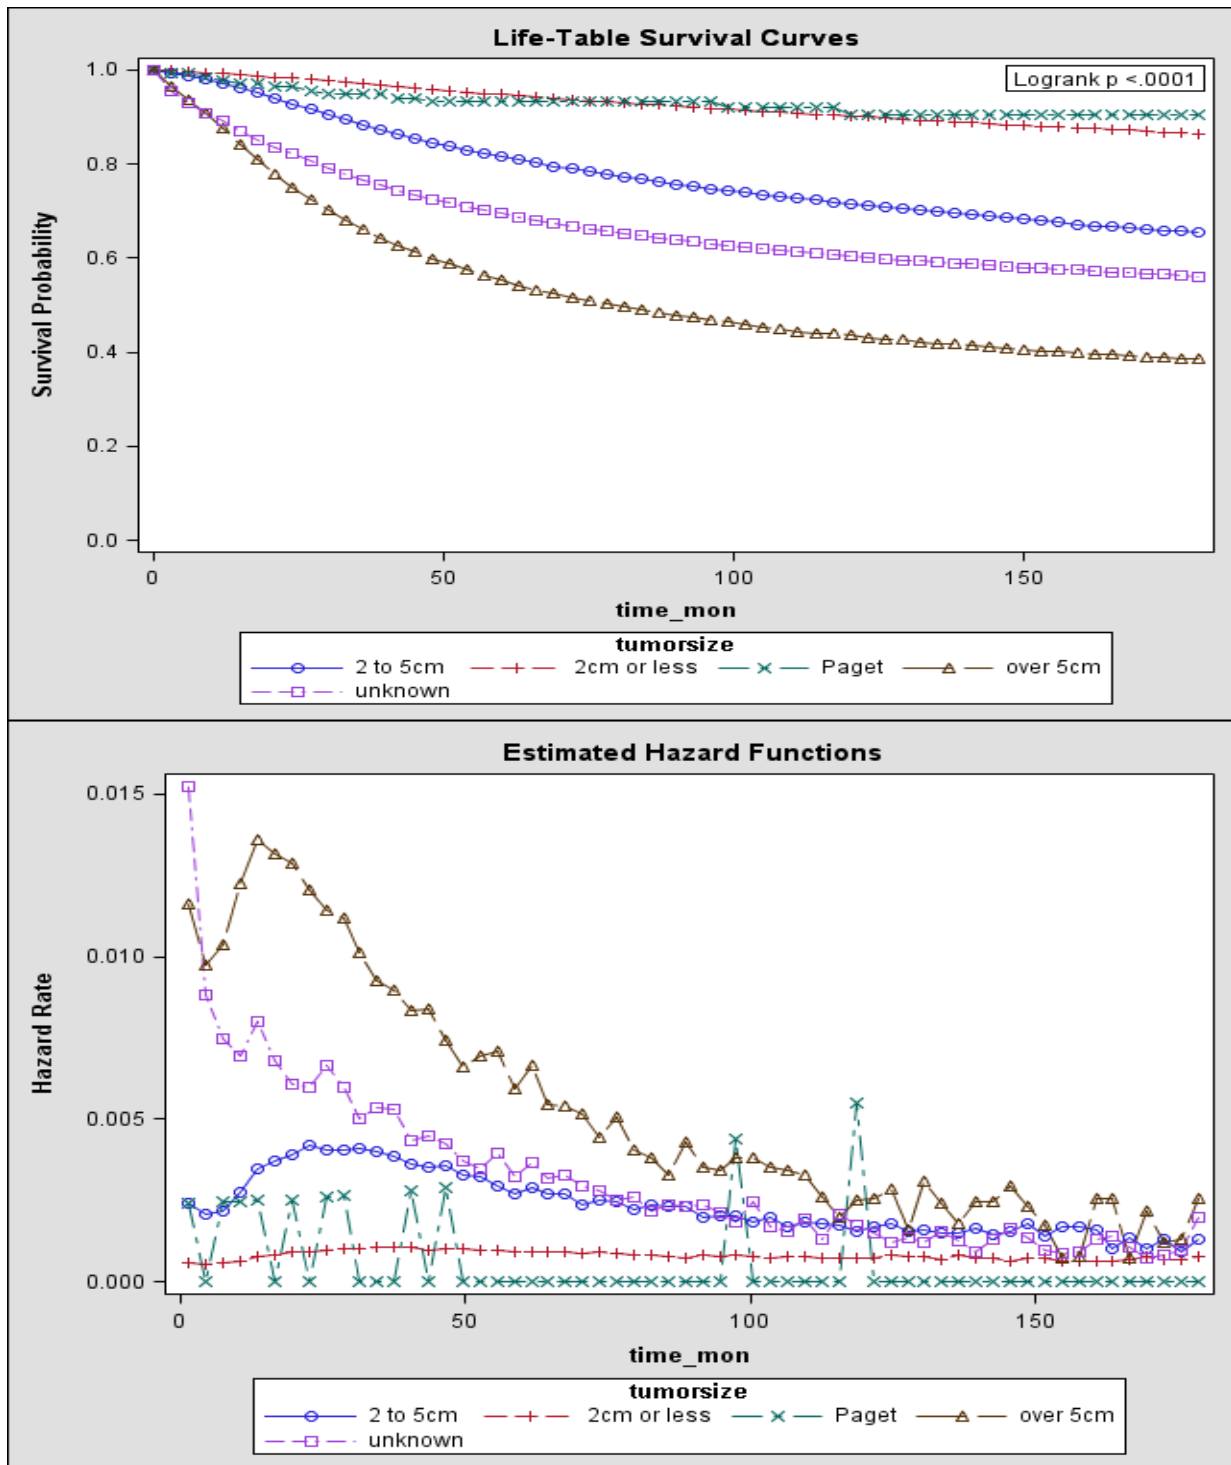 Life-Table Survival Curves
1.0
Logrank p <.0001
0.8
0.6
0.4
0.2
0.0
Survival Probability
0 50 100 150
time_mon
tumorsize
2 to 5cm 2cm or less Paget over 5cm
unknown
Estimated Hazard Functions
0.015
0.010
0.005
0.000
Hazard Rate
0 50 100 150
time_mon
tumorsize
2 to 5cm 2cm or less Paget over 5cm
unknown